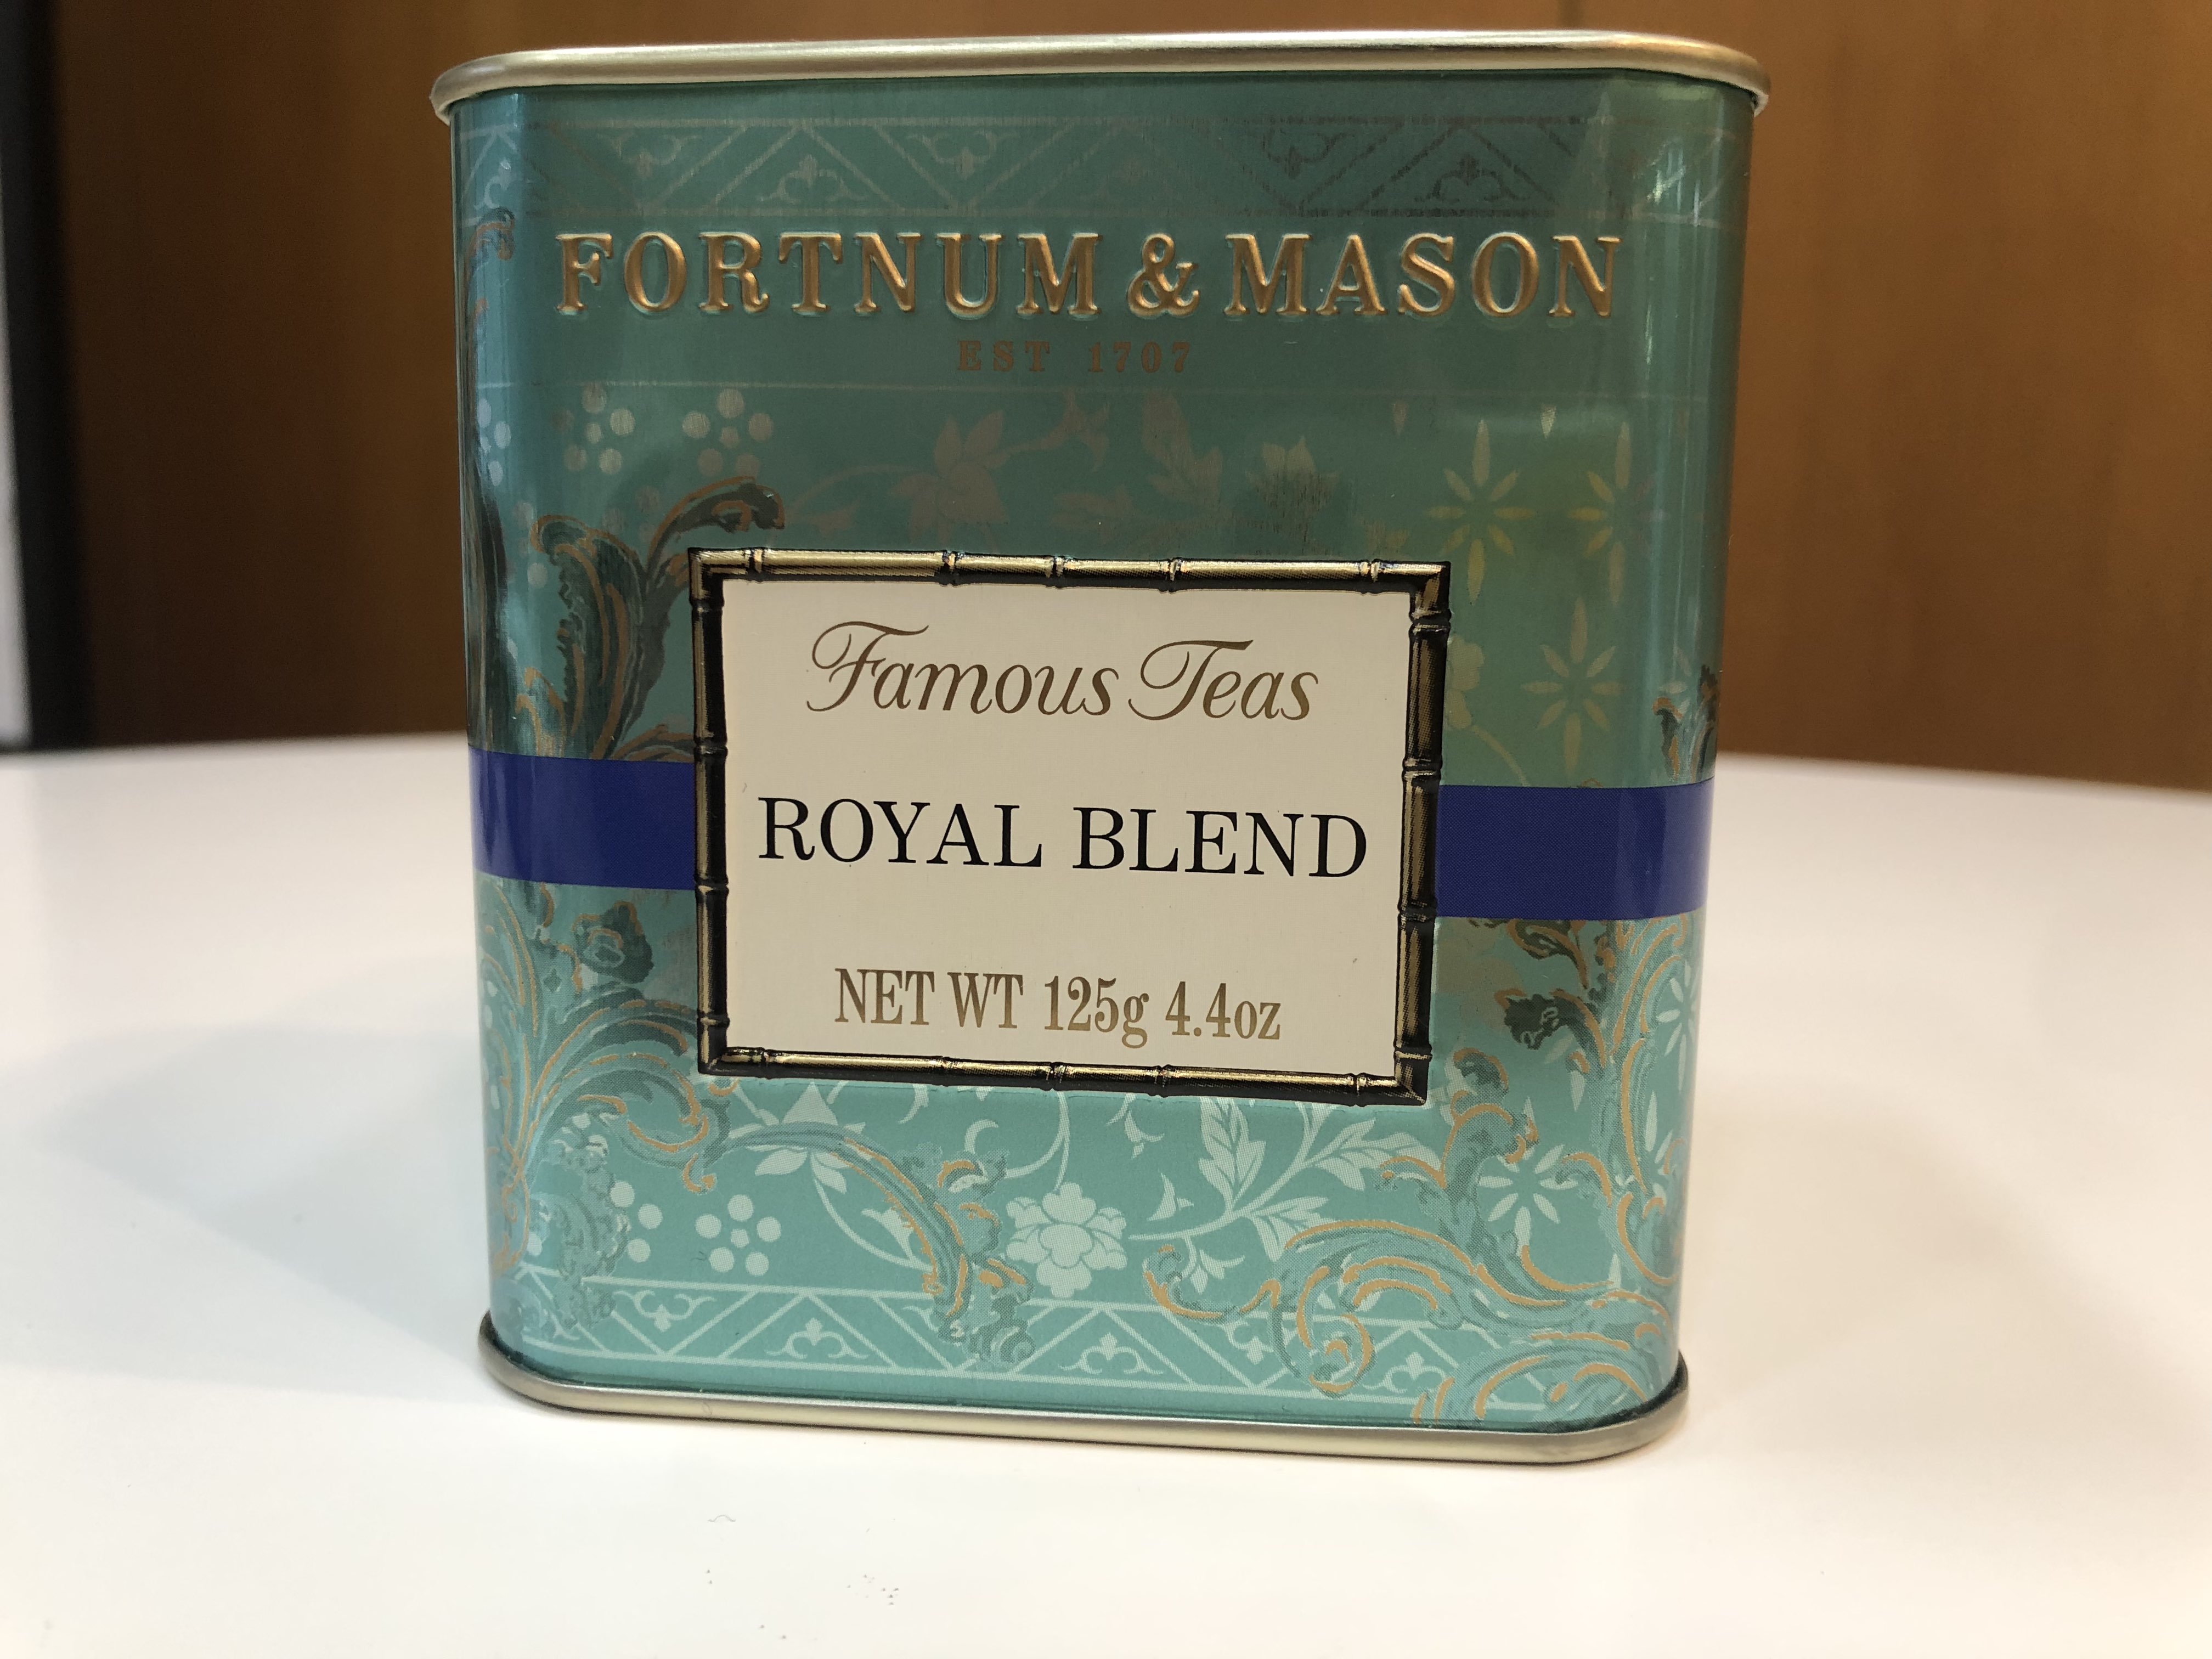 FORTNUM & MASON
EST 1707
Famous Teas
ROYAL BLEND
NET WT 125g 4.4oz